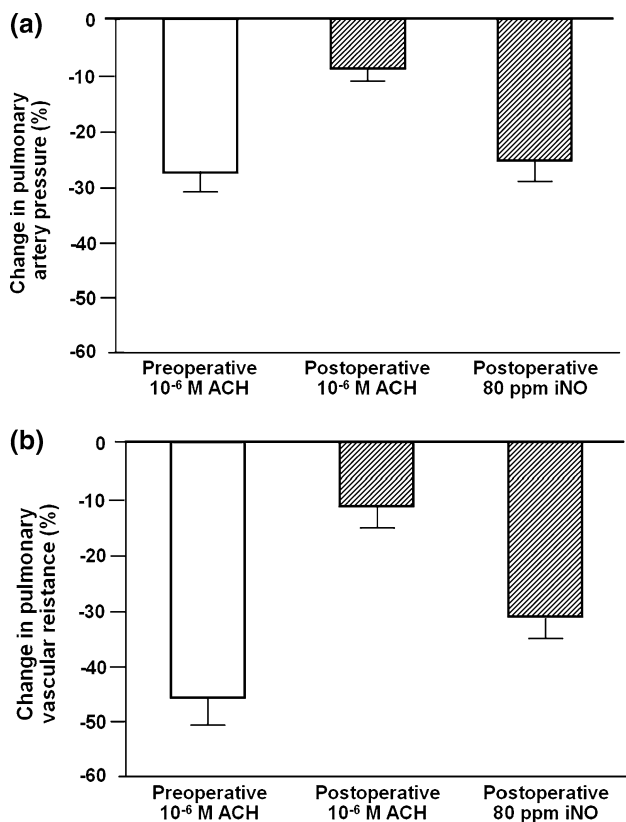 (a)
Change in pulmonary
artery pressure (%)
0
-10
-20
-30
-40
-50
-60
Preoperative
10⁻⁶ M ACH
Postoperative
10⁻⁶ M ACH
Postoperative
80 ppm iNO
(b)
Change in pulmonary
vascular reistance (%)
0
-10
-20
-30
-40
-50
-60
Preoperative
10⁻⁶ M ACH
Postoperative
10⁻⁶ M ACH
Postoperative
80 ppm iNO